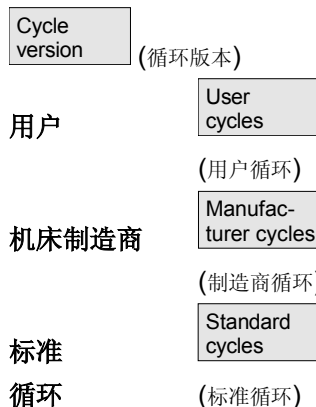 Cycle
version
(循环版本)
用户
User
cycles
(用户循环)
机床制造商
Manufac-
turer cycles
(制造商循环)
标准
Standard
cycles
循环
(标准循环)